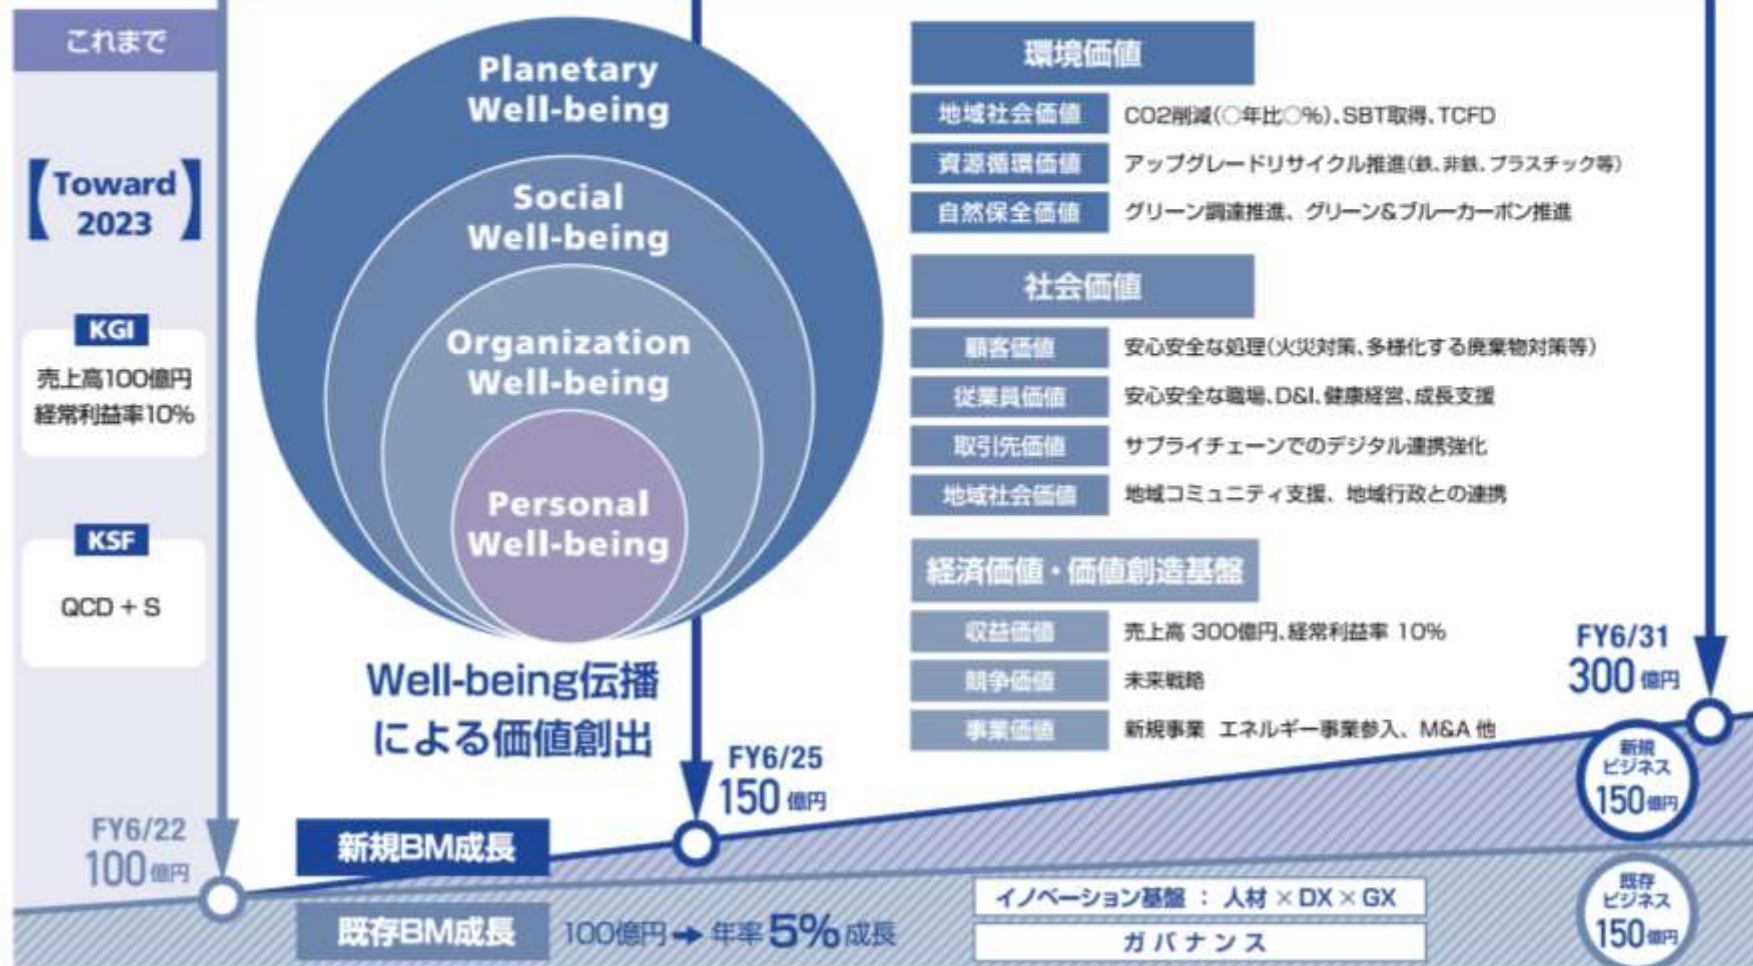 これまで
【Toward
2023】
KGI
売上高100億円
経常利益率10%
KSF
QCD + S
FY6/22
100億円
Planetary
Well-being
Social
Well-being
Organization
Well-being
Personal
Well-being
Well-being伝播
による価値創出
FY6/25
150億円
環境価値
地域社会価値 CO2削減(○年比○%)、SBT取得、TCFD
資源循環価値 アップグレードリサイクル推進(鉄、非鉄、プラスチック等)
自然保全価値 グリーン調達推進、グリーン&ブルーカーボン推進
社会価値
顧客価値 安心安全な処理(火災対策、多様化する廃棄物対策等)
従業員価値 安心安全な職場、D&I、健康経営、成長支援
取引先価値 サプライチェーンでのデジタル連携強化
地域社会価値 地域コミュニティ支援、地域行政との連携
経済価値・価値創造基盤
収益価値 売上高 300億円、経常利益率 10%
競争価値 未来戦略
事業価値 新規事業 エネルギー事業参入、M&A 他
FY6/31
300億円
新規
ビジネス
150億円
新規BM成長
既存BM成長 100億円➡年率5%成長
イノベーション基盤 : 人材×DX×GX
ガバナンス
既存
ビジネス
150億円